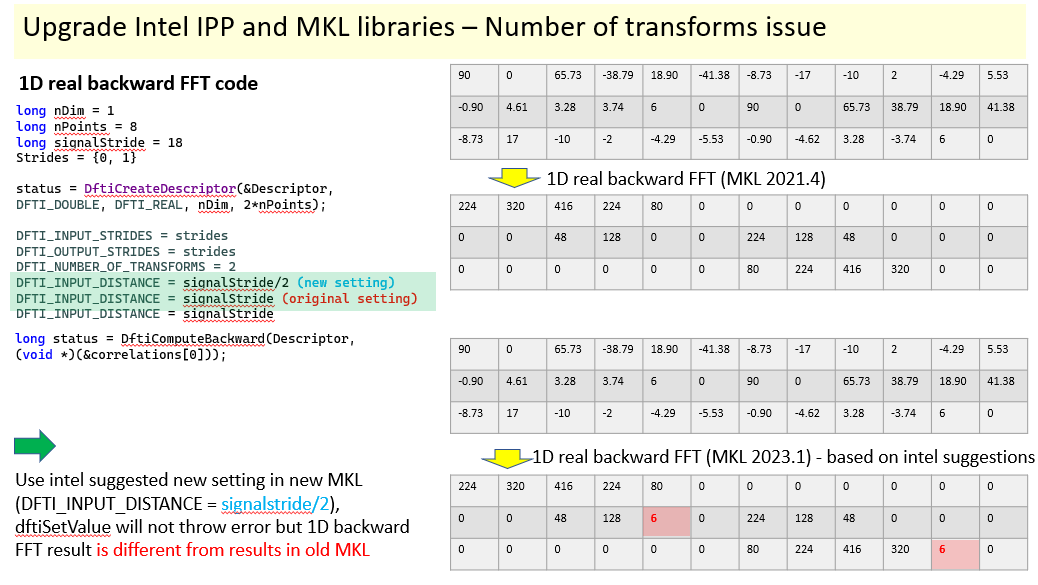 Upgrade Intel IPP and MKL libraries – Number of transforms issue
1D real backward FFT code
long nDim = 1
long nPoints = 8
long signalStride = 18
Strides = {0, 1}
status = DftiCreateDescriptor(&Descriptor,
DFTI_DOUBLE, DFTI_REAL, nDim, 2*nPoints);
DFTI_INPUT_STRIDES = strides
DFTI_OUTPUT_STRIDES = strides
DFTI_NUMBER_OF_TRANSFORMS = 2
DFTI_INPUT_DISTANCE = signalStride/2 (new setting)
DFTI_INPUT_DISTANCE = signalStride (original setting)
DFTI_INPUT_DISTANCE = signalStride
long status = DftiComputeBackward(Descriptor,
(void *)(&correlations[0]));
Use intel suggested new setting in new MKL
(DFTI_INPUT_DISTANCE = signalstride/2),
dftiSetValue will not throw error but 1D backward
FFT result is different from results in old MKL
90 0 65.73 -38.79 18.90 -41.38 -8.73 -17 -10 2 -4.29 5.53
-0.90 4.61 3.28 3.74 6 0 90 0 65.73 38.79 18.90 41.38
-8.73 17 -10 -2 -4.29 -5.53 -0.90 -4.62 3.28 -3.74 6 0
1D real backward FFT (MKL 2021.4)
224 320 416 224 80 0 0 0 0 0 0 0
0 0 48 128 0 0 224 128 48 0 0 0
0 0 0 0 0 0 80 224 416 320 0 0
90 0 65.73 -38.79 18.90 -41.38 -8.73 -17 -10 2 -4.29 5.53
-0.90 4.61 3.28 3.74 6 0 90 0 65.73 38.79 18.90 41.38
-8.73 17 -10 -2 -4.29 -5.53 -0.90 -4.62 3.28 -3.74 6 0
1D real backward FFT (MKL 2023.1) - based on intel suggestions
224 320 416 224 80 0 0 0 0 0 0 0
0 0 48 128 6 0 224 128 48 0 0 0
0 0 0 0 0 0 80 224 416 320 6 0